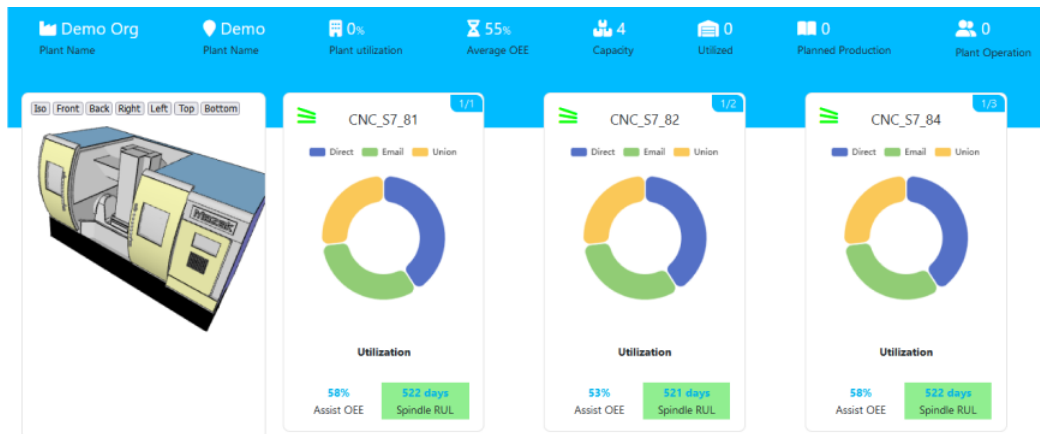 Demo Org
Plant Name
Demo
Plant Name
0%
Plant utilization
55%
Average OEE
4
Capacity
0
Utilized
0
Planned Production
0
Plant Operation
Iso Front Back Right Left Top Bottom
Mazak
1/1
CNC_S7_81
Direct Email Union
Utilization
58% 522 days
Assist OEE Spindle RUL
1/2
CNC_S7_82
Direct Email Union
Utilization
53% 521 days
Assist OEE Spindle RUL
1/3
CNC_S7_84
Direct Email Union
Utilization
58% 522 days
Assist OEE Spindle RUL